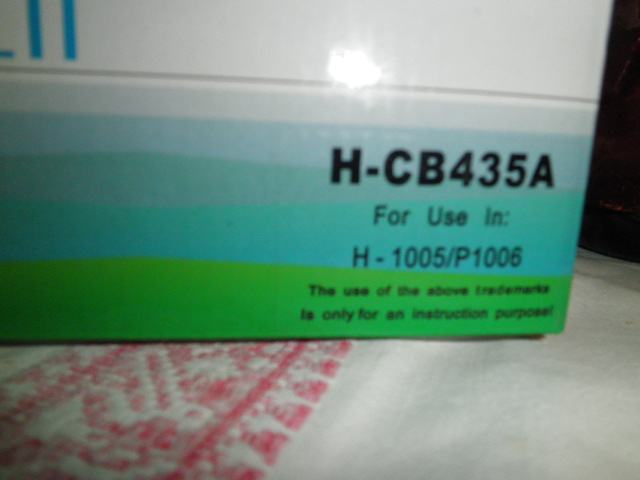 H-CB435A
For Use In:
H - 1005/P1006
The use of the above trademarks
Is only for an instruction purpose!